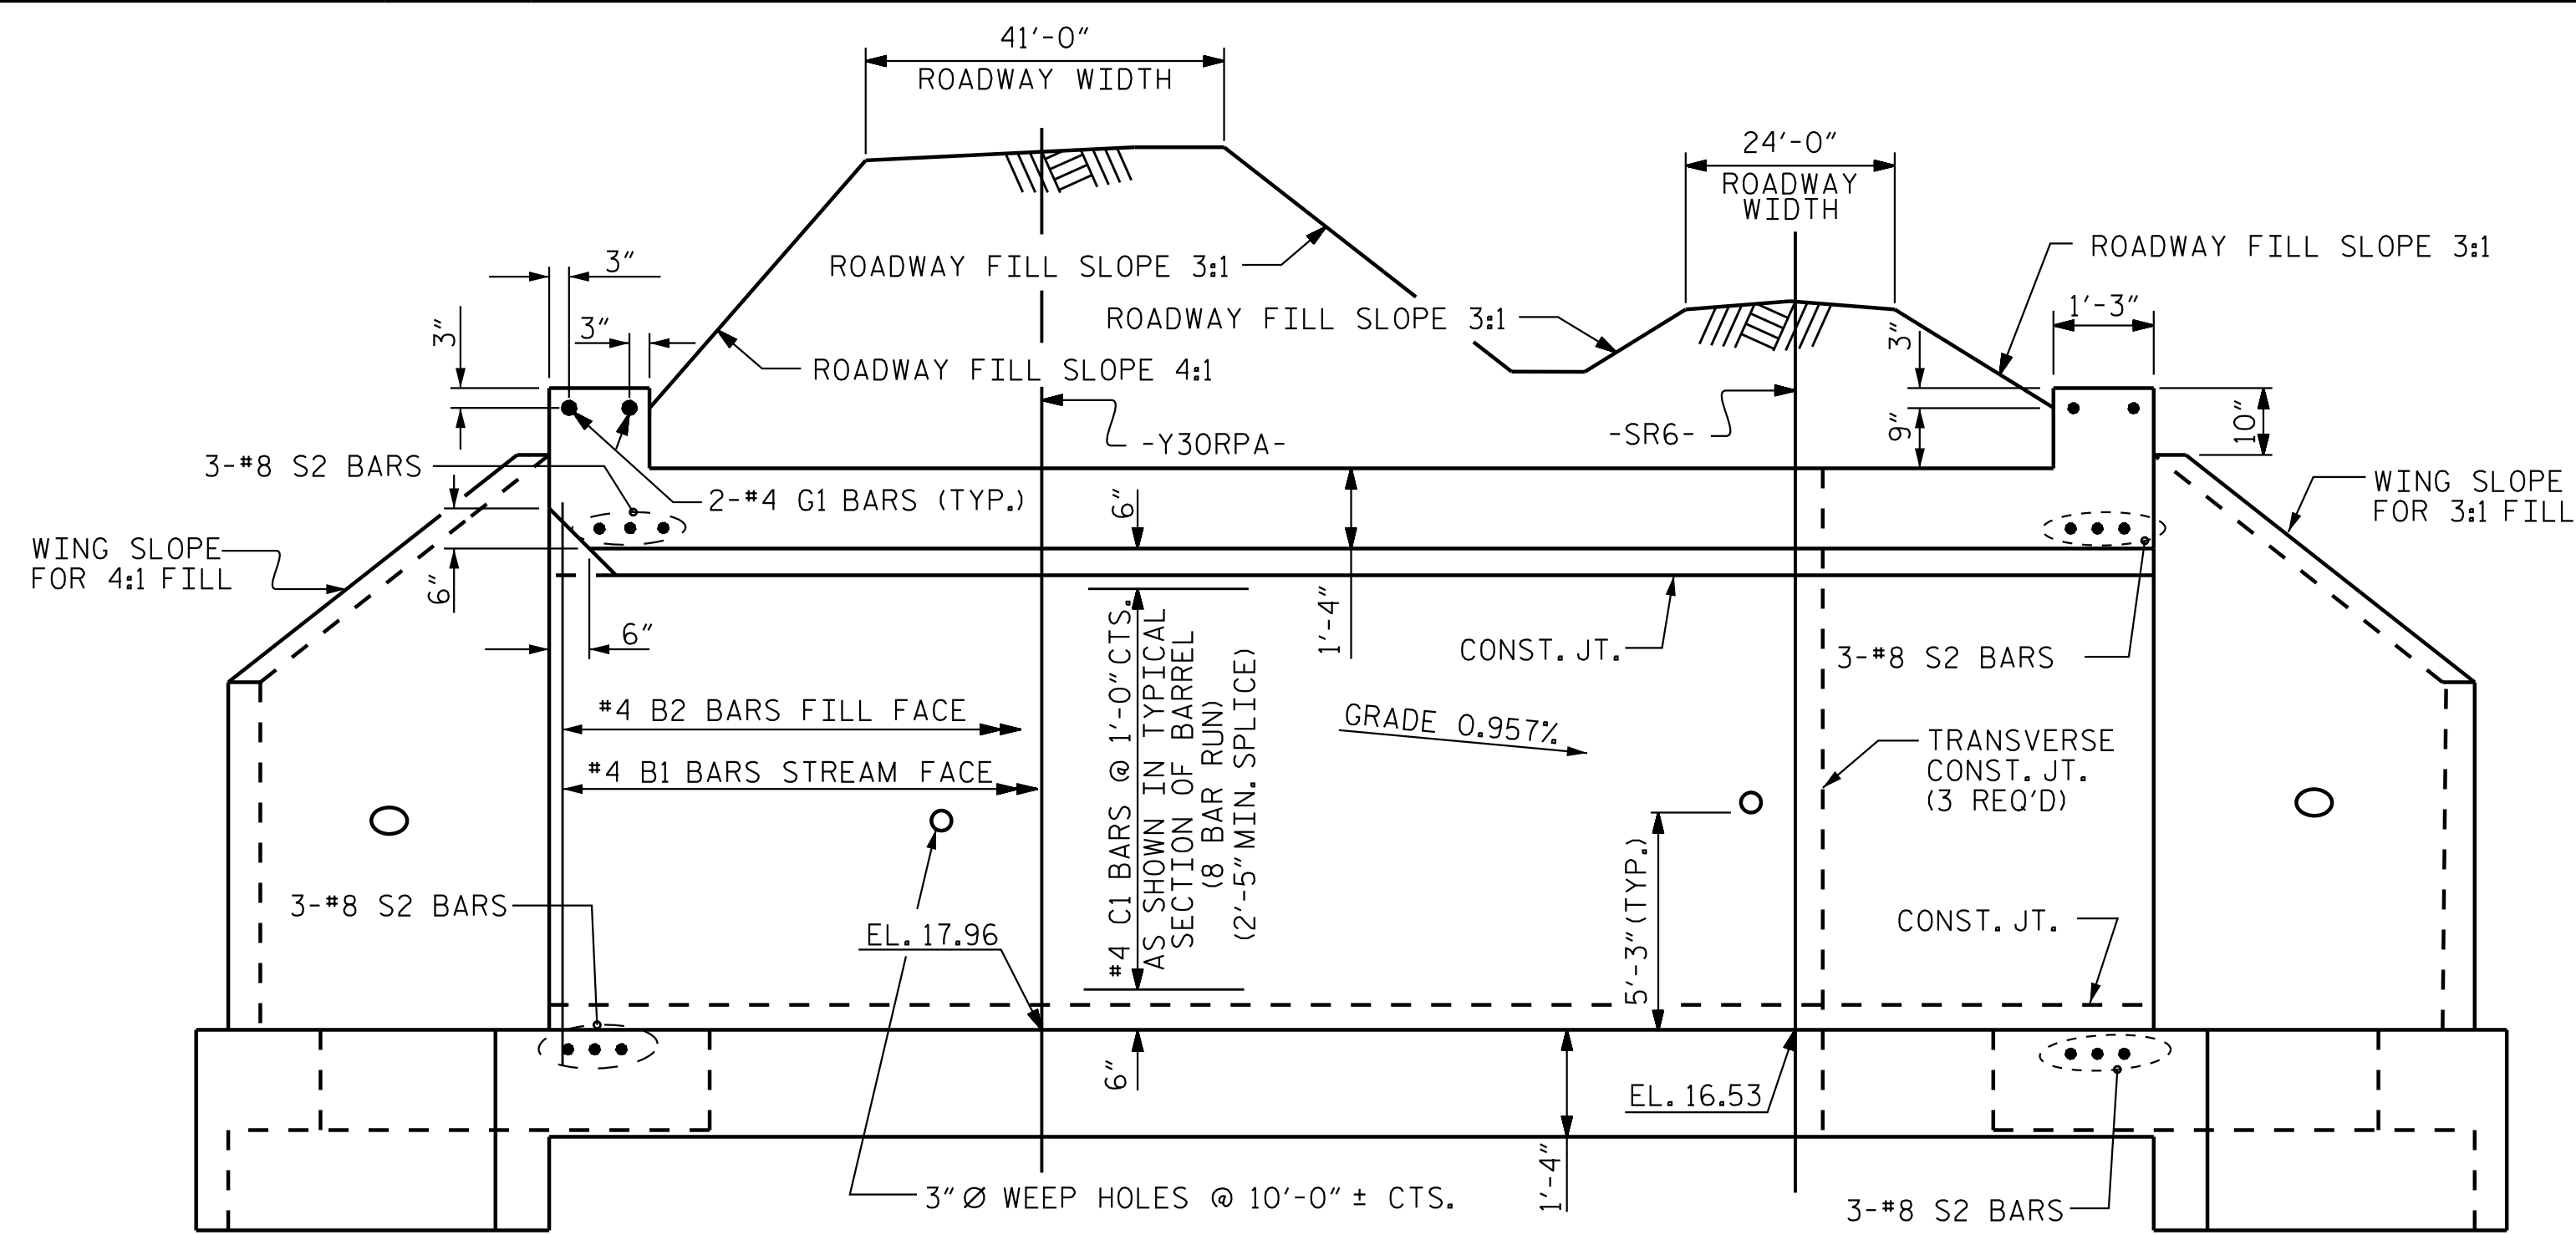 41'-0"
ROADWAY WIDTH
24'-0"
ROADWAY
WIDTH
ROADWAY FILL SLOPE 3:1
ROADWAY FILL SLOPE 3:1
3"
ROADWAY FILL SLOPE 3:1
1'-3"
3"
3"
3"
ROADWAY FILL SLOPE 4:1
-Y30RPA-
-SR6-
9"
10"
3-#8 S2 BARS
2-#4 G1 BARS (TYP.)
6"
WING SLOPE
FOR 3:1 FILL
WING SLOPE
FOR 4:1 FILL
6"
6"
1'-4"
CONST. JT.
3-#8 S2 BARS
#4 B2 BARS FILL FACE
#4 B1 BARS STREAM FACE
#4 C1 BARS @ 1'-0" CTS.
AS SHOWN IN TYPICAL
SECTION OF BARREL
(8 BAR RUN)
(2'-5" MIN. SPLICE)
GRADE 0.957%
TRANSVERSE
CONST. JT.
(3 REQ'D)
3-#8 S2 BARS
EL. 17.96
5'-3" (TYP.)
CONST. JT.
6"
EL. 16.53
1'-4"
3" Ø WEEP HOLES @ 10'-0" ± CTS.
3-#8 S2 BARS